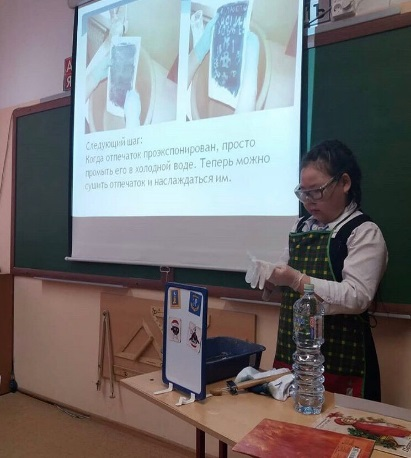 Следующий шаг:
Когда отпечаток проэкспонирован, просто
промыть его в холодной воде. Теперь можно
сушить отпечаток и наслаждаться им.